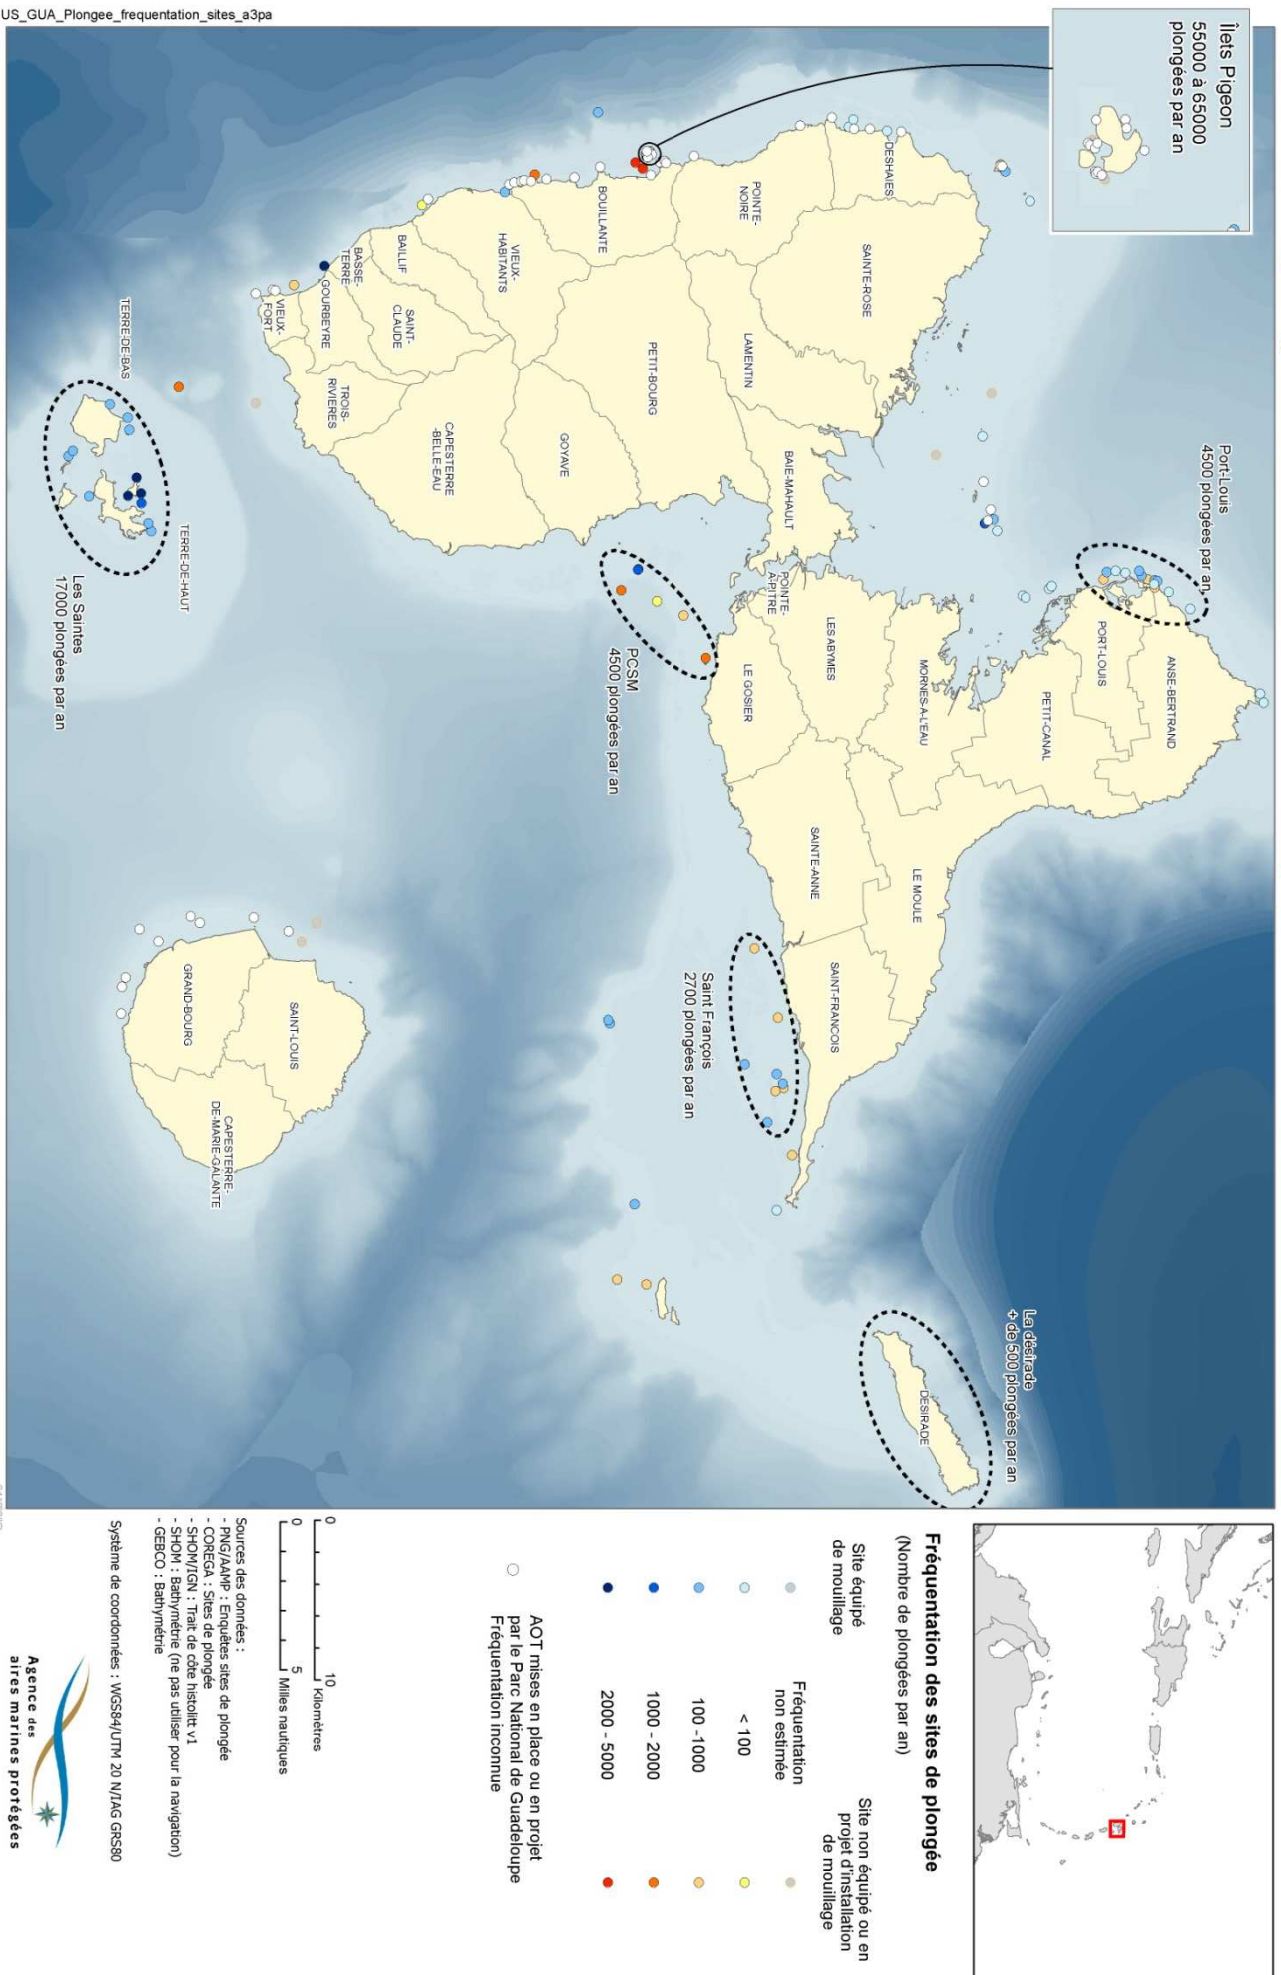 US_GUA_Plongee_frequentation_sites_a3pa
Îlets Pigeon
55000 à 65000
plongées par an
Port-Louis
4500 plongées par an
La désirade
+ de 500 plongées par an
DESHAIES
SAINTE-ROSE
POINTE-
NOIRE
LAMENTIN
BAIE-MAHAULT
BOUILLANTE
PETIT-BOURG
VIEUX-
HABITANTS
GOYAVE
BAILLIF
SAINT-
CLAUDE
CAPESTERRE
-BELLE-EAU
BASSE-
TERRE
GOURBEYRE
TROIS-
RIVIERES
VIEUX-
FORT
ANSE-BERTRAND
PORT-LOUIS
PETIT-CANAL
MORNES-A-L'EAU
LES ABYMES
POINTE-
A-PITRE
LE GOSIER
LE MOULE
SAINTE-ANNE
SAINT-FRANCOIS
DESIRADE
PCSM
4500 plongées par an
Saint François
2700 plongées par an
TERRE-DE-BAS
TERRE-DE-HAUT
Les Saintes
17000 plongées par an
SAINT-LOUIS
GRAND-BOURG
CAPESTERRE-
DE-MARIE-GALANTE
Fréquentation des sites de plongée
(Nombre de plongées par an)
Site équipé
de mouillage
Site non équipé ou en
projet d'installation
de mouillage
Fréquentation
non estimée
< 100
100 -1000
1000 - 2000
2000 - 5000
AOT mises en place ou en projet
par le Parc National de Guadeloupe
Fréquentation inconnue
0 10
Kilomètres
0 5
Milles nautiques
Sources des données :
- PNG/AAMP : Enquêtes sites de plongée
- COREGA : Sites de plongée
- SHOM/IGN : Trait de côte histolitt v1
- SHOM : Bathymétrie (ne pas utiliser pour la navigation)
- GEBCO : Bathymétrie
Système de coordonnées : WGS84/UTM 20 N/IAG GRS80
Agence des
aires marines protégées